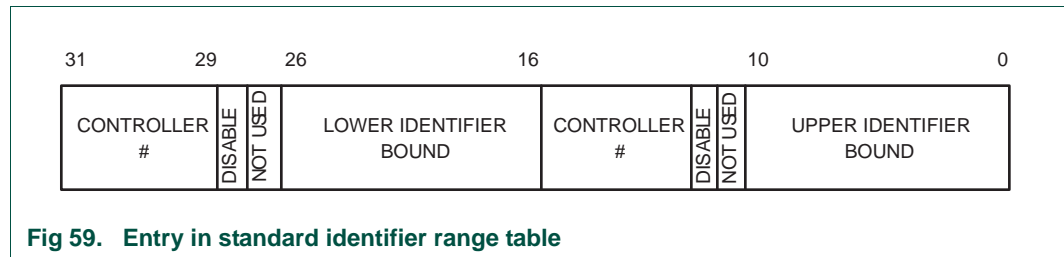 31 29 26 16 10 0
CONTROLLER
#
DISABLE
NOT USED
LOWER IDENTIFIER
BOUND
CONTROLLER
#
DISABLE
NOT USED
UPPER IDENTIFIER
BOUND
Fig 59. Entry in standard identifier range table